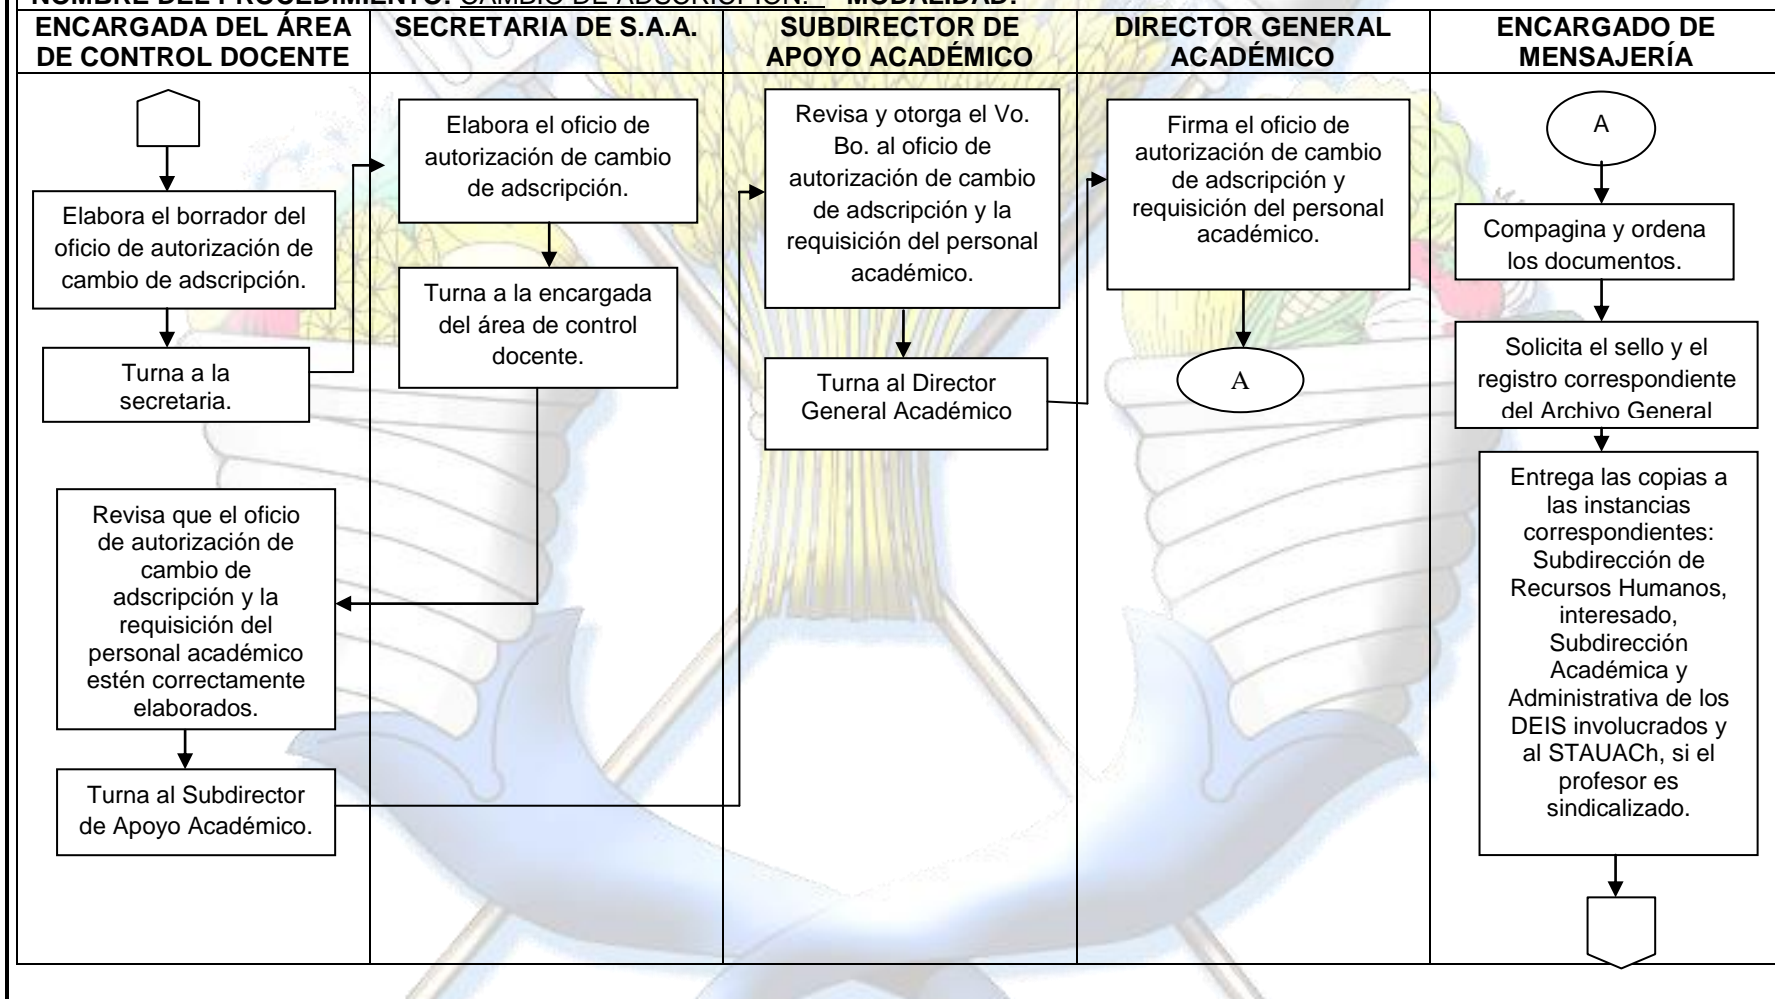 NOMBRE DEL PROCEDIMIENTO: CAMBIO DE ADSCRICPIÓN. MODALIDAD:
ENCARGADA DEL ÁREA
DE CONTROL DOCENTE
SECRETARIA DE S.A.A.
SUBDIRECTOR DE
APOYO ACADÉMICO
DIRECTOR GENERAL
ACADÉMICO
ENCARGADO DE
MENSAJERÍA
Elabora el borrador del
oficio de autorización de
cambio de adscripción.
Turna a la
secretaria.
Revisa que el oficio
de autorización de
cambio de
adscripción y la
requisición del
personal académico
estén correctamente
elaborados.
Turna al Subdirector
de Apoyo Académico.
Elabora el oficio de
autorización de cambio
de adscripción.
Turna a la encargada
del área de control
docente.
Revisa y otorga el Vo.
Bo. al oficio de
autorización de cambio
de adscripción y la
requisición del personal
académico.
Turna al Director
General Académico
Firma el oficio de
autorización de cambio
de adscripción y
requisición del personal
académico.
A
A
Compagina y ordena
los documentos.
Solicita el sello y el
registro correspondiente
del Archivo General
Entrega las copias a
las instancias
correspondientes:
Subdirección de
Recursos Humanos,
interesado,
Subdirección
Académica y
Administrativa de los
DEIS involucrados y
al STAUACh, si el
profesor es
sindicalizado.